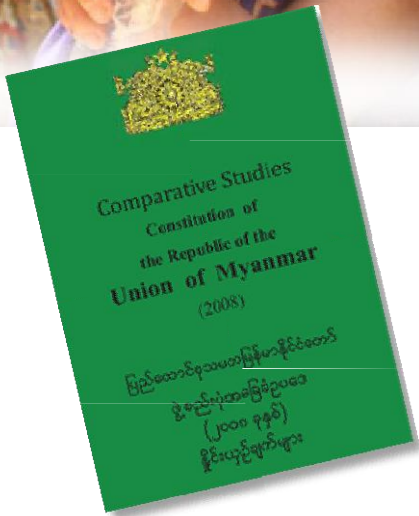 Comparative Studies
Constitution of
the Republic of the
Union of Myanmar
(2008)
ပြည်ထောင်စုသမတမြန်မာနိုင်ငံတော်
ဖွဲ့စည်းပုံအခြေခံဥပဒေ
(၂၀၀၈ ခုနှစ်)
နှိုင်းယှဉ်ချက်များ